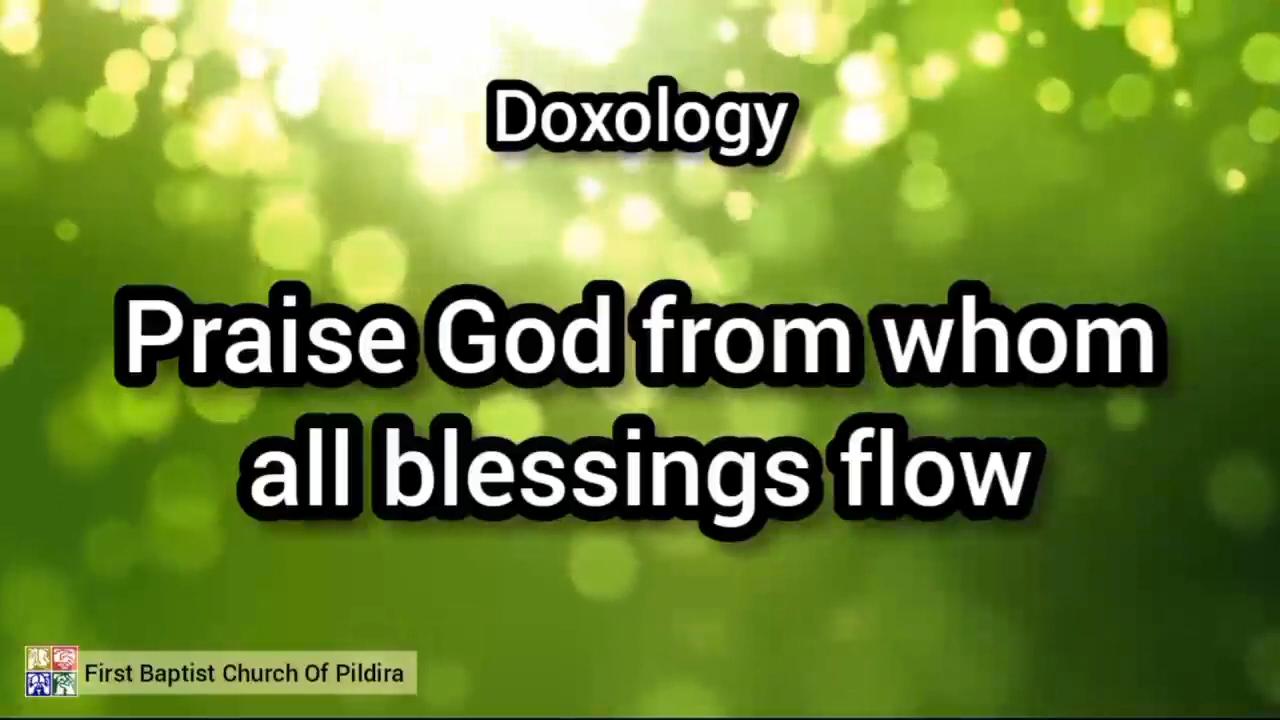 Doxology
Praise God from whom
all blessings flow
First Baptist Church Of Pildira